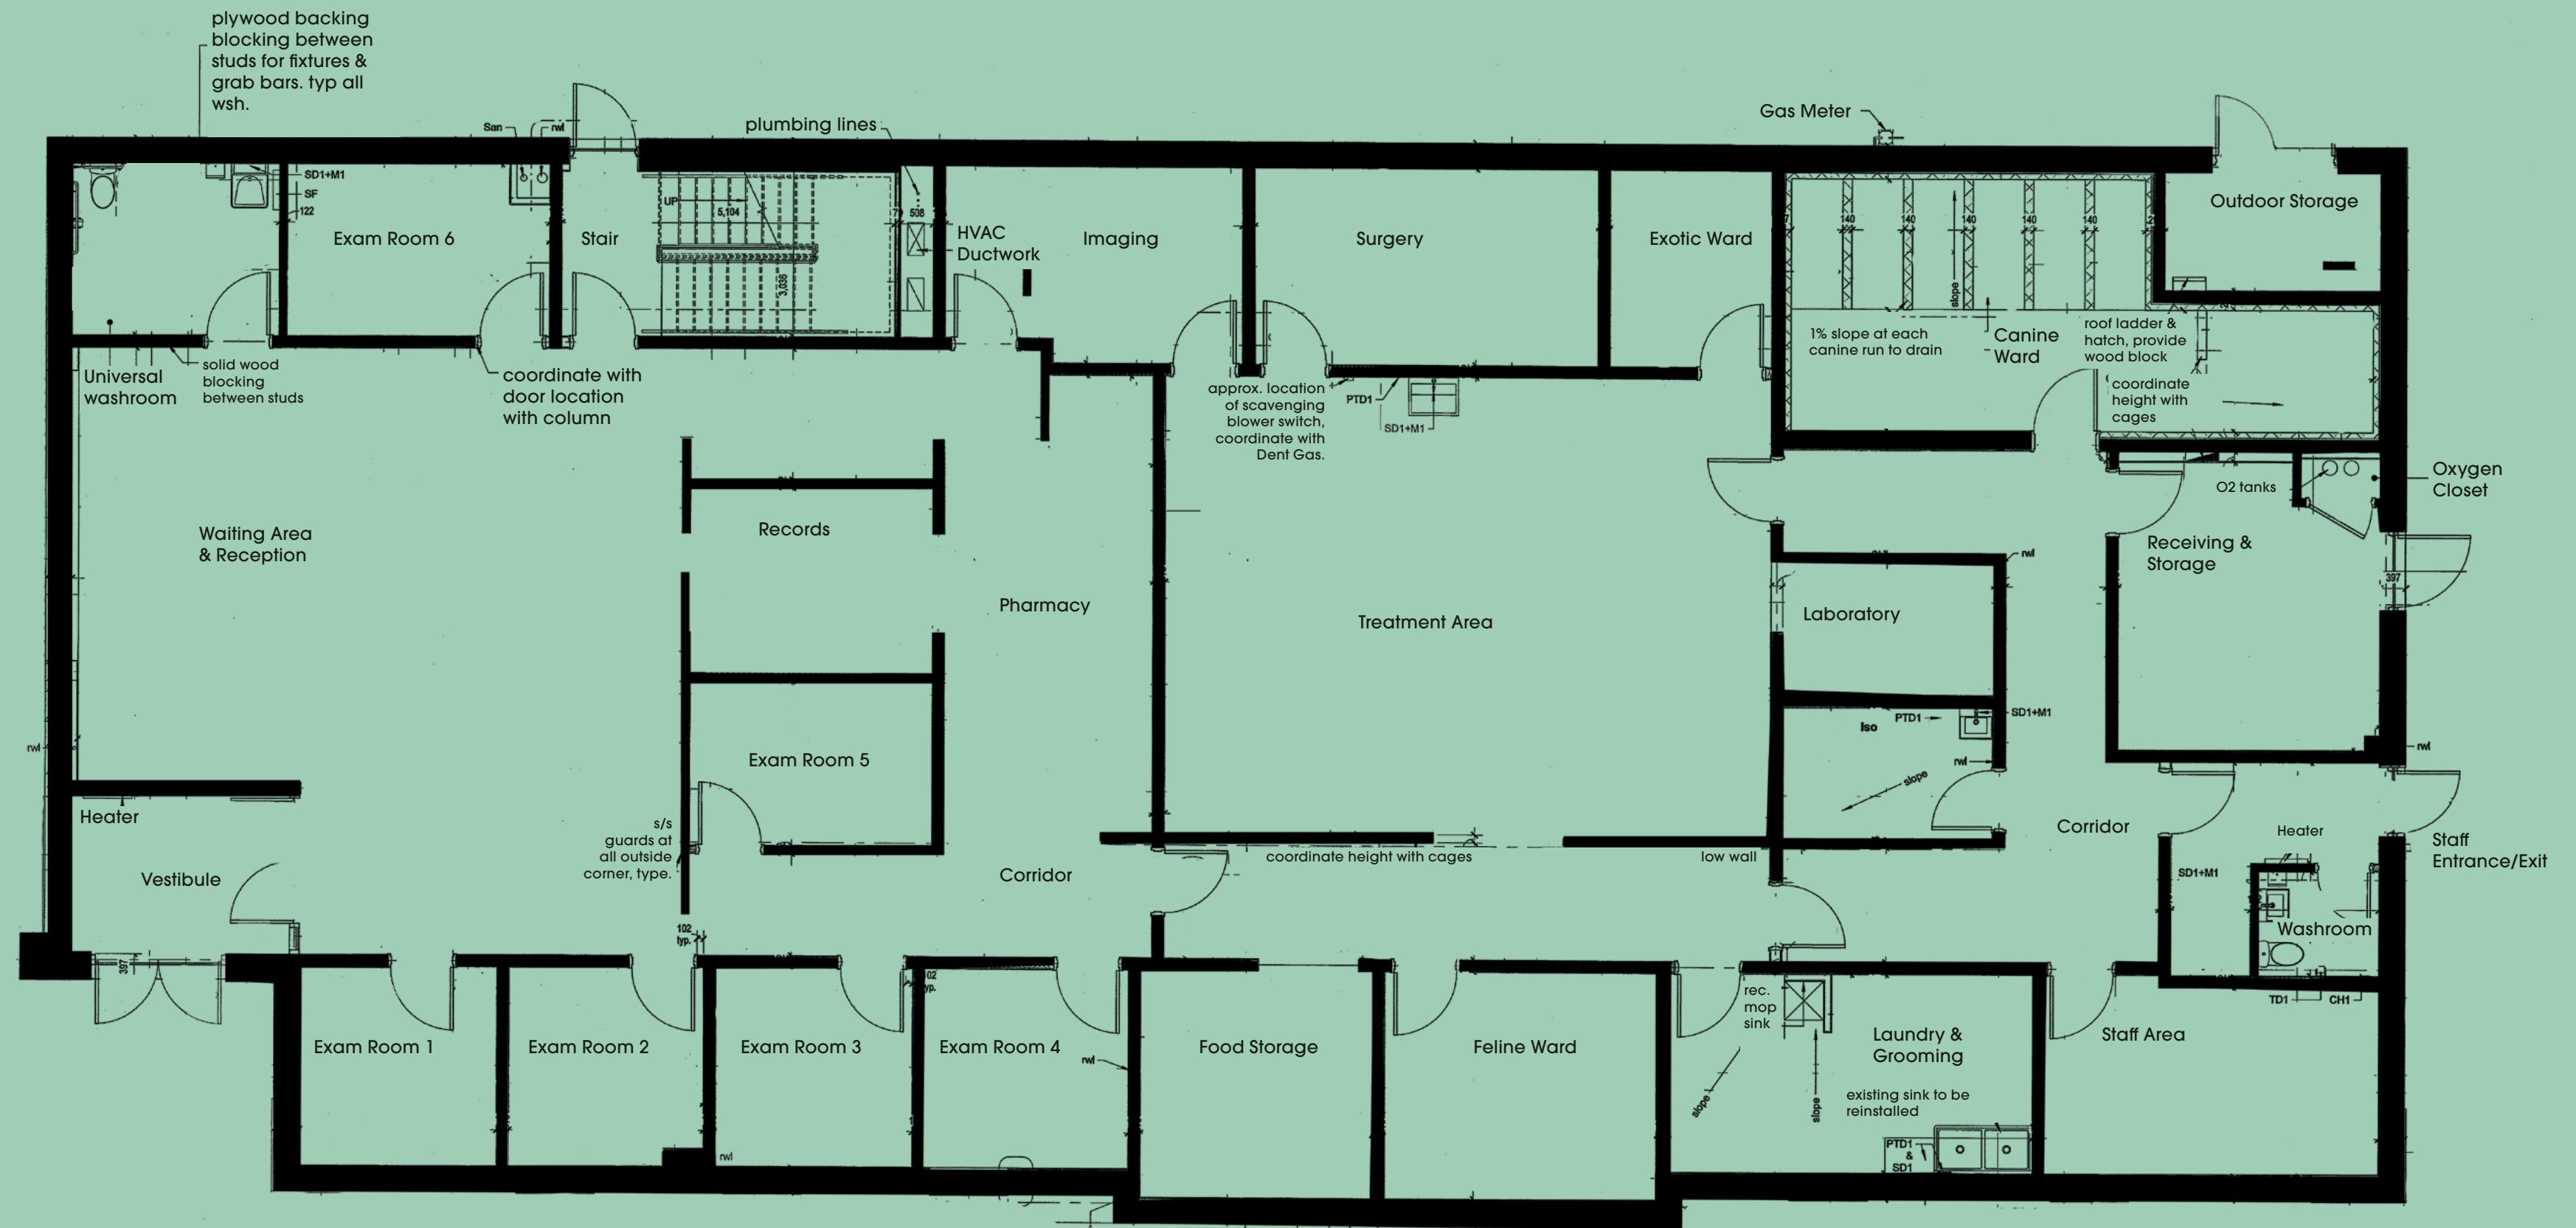 plywood backing
blocking between
studs for fixtures &
grab bars. typ all
wsh.
San
rwl
plumbing lines
Gas Meter
SD1+M1
SF
122
Exam Room 6
Stair
UP
5,104
3,036
508
HVAC
Ductwork
Imaging
Surgery
Exotic Ward
140
140
140
140
140
slope
Outdoor Storage
1% slope at each
canine run to drain
Canine
Ward
roof ladder &
hatch, provide
wood block
coordinate
height with
cages
Universal
washroom
solid wood
blocking
between studs
coordinate with
door location
with column
approx. location
of scavenging
blower switch,
coordinate with
Dent Gas.
PTD1
SD1+M1
O2 tanks
Oxygen
Closet
Waiting Area
& Reception
Records
Pharmacy
Treatment Area
rwl
Laboratory
Receiving &
Storage
397
Iso
PTD1
SD1+M1
rwl
slope
rwl
rwl
Exam Room 5
Heater
Vestibule
s/s
guards at
all outside
corner, type.
Corridor
coordinate height with cages
low wall
Corridor
Heater
Staff
Entrance/Exit
SD1+M1
Washroom
102
typ.
397
TD1
CH1
Exam Room 1
Exam Room 2
Exam Room 3
Exam Room 4
rwl
rwl
Food Storage
Feline Ward
rec.
mop
sink
slope
slope
Laundry &
Grooming
existing sink to be
reinstalled
PTD1
&
SD1
Staff Area